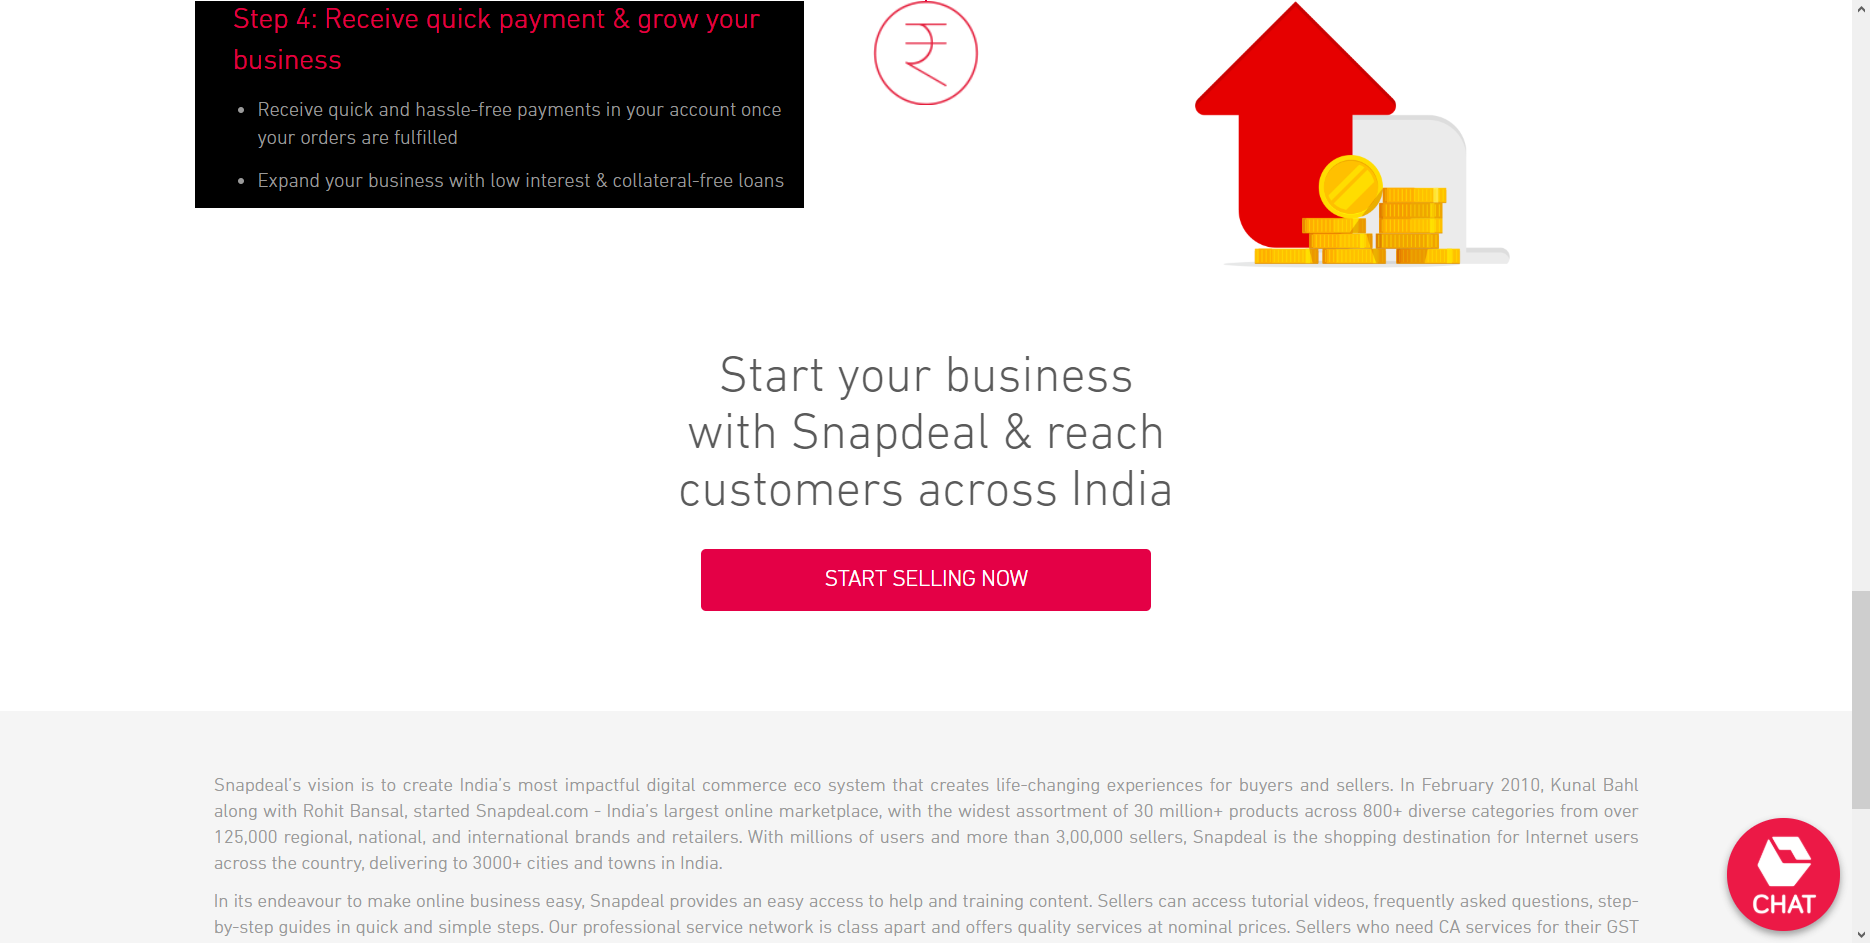 Step 4: Receive quick payment & grow your
business
• Receive quick and hassle-free payments in your account once
your orders are fulfilled
• Expand your business with low interest & collateral-free loans
₹
Start your business
with Snapdeal & reach
customers across India
START SELLING NOW
Snapdeal's vision is to create India's most impactful digital commerce eco system that creates life-changing experiences for buyers and sellers. In February 2010, Kunal Bahl
along with Rohit Bansal, started Snapdeal.com - India's largest online marketplace, with the widest assortment of 30 million+ products across 800+ diverse categories from over
125,000 regional, national, and international brands and retailers. With millions of users and more than 3,00,000 sellers, Snapdeal is the shopping destination for Internet users
across the country, delivering to 3000+ cities and towns in India.
In its endeavour to make online business easy, Snapdeal provides an easy access to help and training content. Sellers can access tutorial videos, frequently asked questions, step-
by-step guides in quick and simple steps. Our professional service network is class apart and offers quality services at nominal prices. Sellers who need CA services for their GST
CHAT